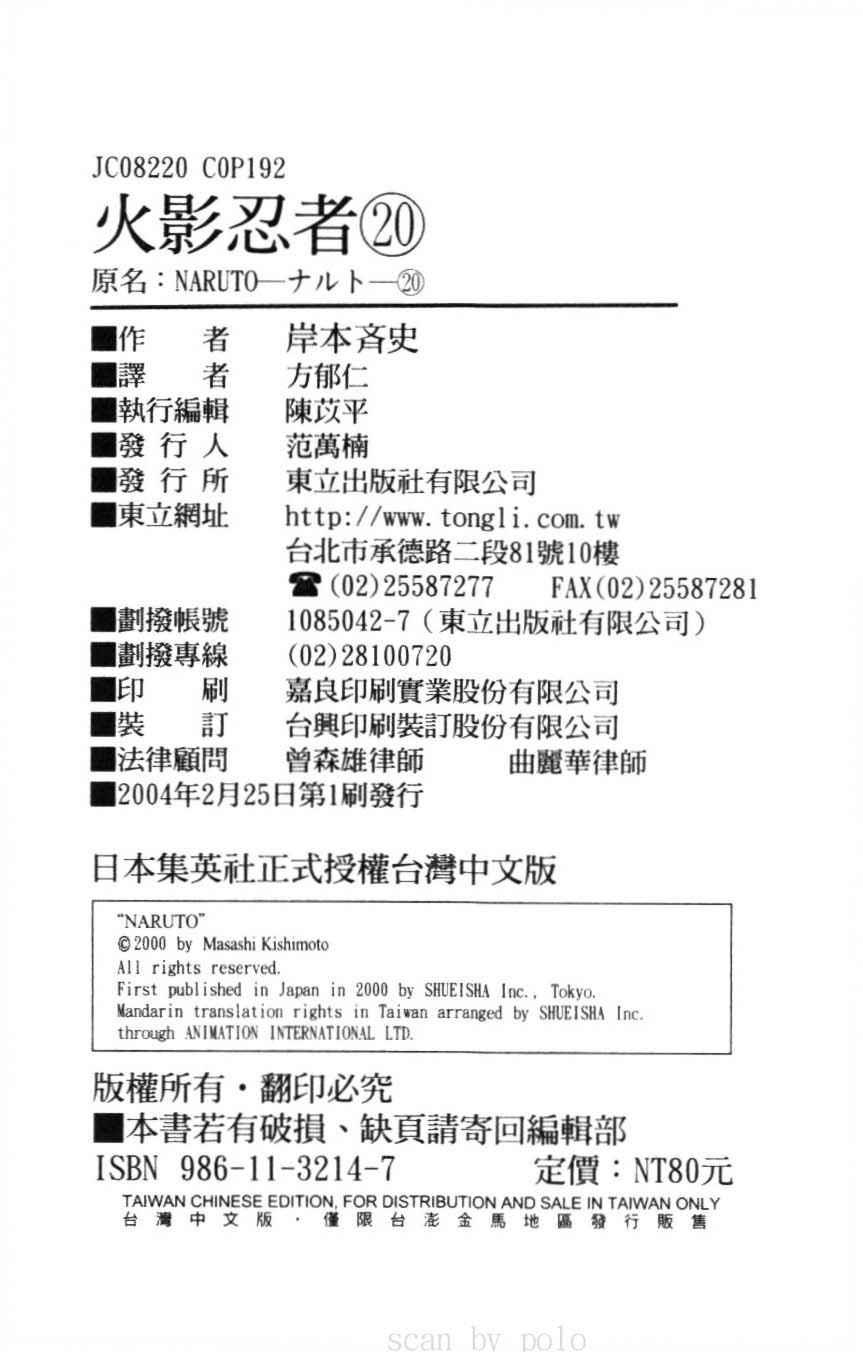 JC08220 COP192
火影忍者⑳
原名：NARUTO—ナルト—⑳
■作　　者　岸本斉史
■譯　　者　方郁仁
■執行編輯　陳苡平
■發 行 人　范萬楠
■發 行 所　東立出版社有限公司
■東立網址　http://www.tongli.com.tw
台北市承德路二段81號10樓
☎(02)25587277　FAX(02)25587281
■劃撥帳號　1085042-7（東立出版社有限公司）
■劃撥專線　(02)28100720
■印　　刷　嘉良印刷實業股份有限公司
■裝　　訂　台興印刷裝訂股份有限公司
■法律顧問　曾森雄律師　曲麗華律師
■2004年2月25日第1刷發行
日本集英社正式授權台灣中文版
“NARUTO”
©2000 by Masashi Kishimoto
All rights reserved.
First published in Japan in 2000 by SHUEISHA Inc., Tokyo.
Mandarin translation rights in Taiwan arranged by SHUEISHA Inc.
through ANIMATION INTERNATIONAL LTD.
版權所有・翻印必究
■本書若有破損、缺頁請寄回編輯部
ISBN 986-11-3214-7　定價：NT80元
TAIWAN CHINESE EDITION, FOR DISTRIBUTION AND SALE IN TAIWAN ONLY
台灣中文版・僅限台澎金馬地區發行販售
scan by polo